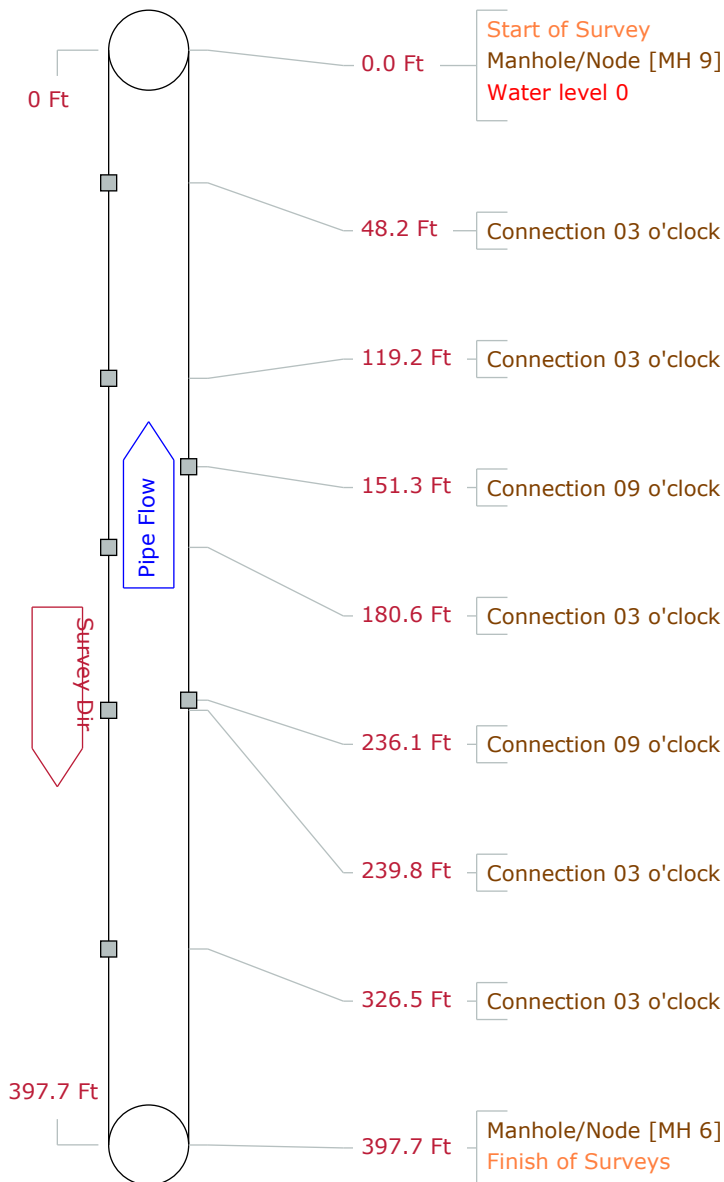 Start of Survey
0.0 Ft
Manhole/Node [MH 9]
Water level 0
0 Ft
48.2 Ft
Connection 03 o'clock
119.2 Ft
Connection 03 o'clock
151.3 Ft
Connection 09 o'clock
Pipe Flow
180.6 Ft
Connection 03 o'clock
Survey Dir
236.1 Ft
Connection 09 o'clock
239.8 Ft
Connection 03 o'clock
326.5 Ft
Connection 03 o'clock
397.7 Ft
397.7 Ft
Manhole/Node [MH 6]
Finish of Surveys